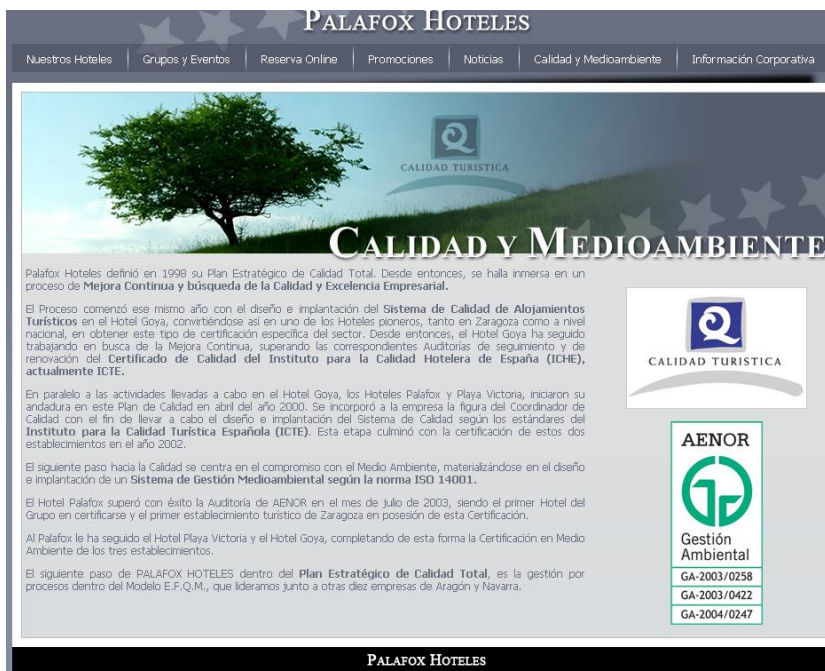 PALAFOX HOTELES
Nuestros Hoteles
Grupos y Eventos
Reserva Online
Promociones
Noticias
Calidad y Medioambiente
Información Corporativa
Q
CALIDAD TURISTICA
CALIDAD Y MEDIOAMBIENTE
Palafox Hoteles definió en 1998 su Plan Estratégico de Calidad Total. Desde entonces, se halla inmersa en un
proceso de Mejora Continua y búsqueda de la Calidad y Excelencia Empresarial.
El Proceso comenzó ese mismo año con el diseño e implantación del Sistema de Calidad de Alojamientos
Turísticos en el Hotel Goya, convirtiéndose así en uno de los Hoteles pioneros, tanto en Zaragoza como a nivel
nacional, en obtener este tipo de certificación específica del sector. Desde entonces, el Hotel Goya ha seguido
trabajando en busca de la Mejora Continua, superando las correspondientes Auditorías de seguimiento y de
renovación del Certificado de Calidad del Instituto para la Calidad Hotelera de España (ICHE),
actualmente ICTE.
En paralelo a las actividades llevadas a cabo en el Hotel Goya, los Hoteles Palafox y Playa Victoria, iniciaron su
andadura en este Plan de Calidad en abril del año 2000. Se incorporó a la empresa la figura del Coordinador de
Calidad con el fin de llevar a cabo el diseño e implantación del Sistema de Calidad según los estándares del
Instituto para la Calidad Turística Española (ICTE). Esta etapa culminó con la certificación de estos dos
establecimientos en el año 2002.
El siguiente paso hacia la Calidad se centra en el compromiso con el Medio Ambiente, materializándose en el diseño
e implantación de un Sistema de Gestión Medioambiental según la norma ISO 14001.
El Hotel Palafox superó con éxito la Auditoría de AENOR en el mes de julio de 2003, siendo el primer Hotel del
Grupo en certificarse y el primer establecimiento turístico de Zaragoza en posesión de esta Certificación.
Al Palafox le ha seguido el Hotel Playa Victoria y el Hotel Goya, completando de esta forma la Certificación en Medio
Ambiente de los tres establecimientos.
El siguiente paso de PALAFOX HOTELES dentro del Plan Estratégico de Calidad Total, es la gestión por
procesos dentro del Modelo E.F.Q.M., que lideramos junto a otras diez empresas de Aragón y Navarra.
Q
CALIDAD TURISTICA
AENOR
Gestión
Ambiental
GA-2003/0258
GA-2003/0422
GA-2004/0247
PALAFOX HOTELES